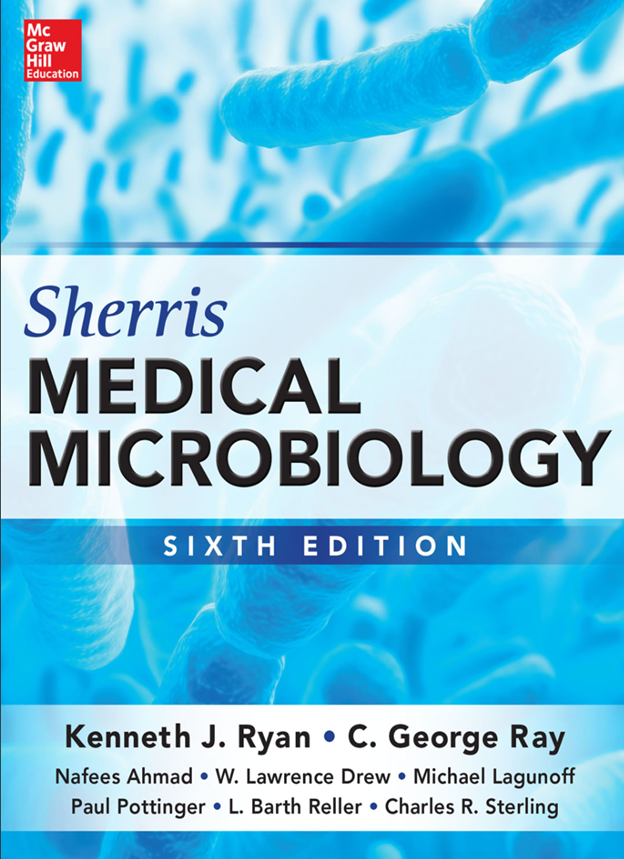 Mc
Graw
Hill
Education
Sherris
MEDICAL
MICROBIOLOGY
SIXTH EDITION
Kenneth J. Ryan • C. George Ray
Nafees Ahmad • W. Lawrence Drew • Michael Lagunoff
Paul Pottinger • L. Barth Reller • Charles R. Sterling